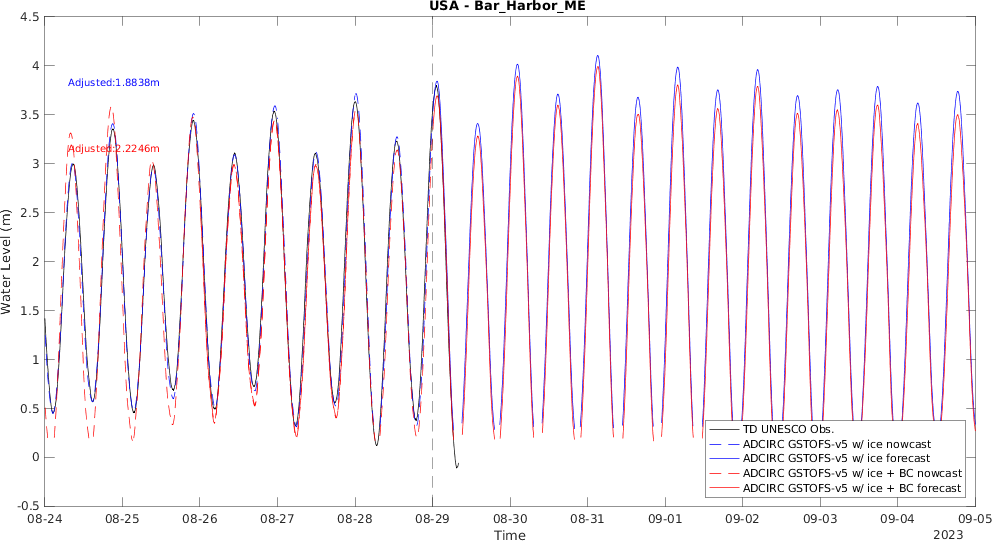 USA - Bar_Harbor_ME
4.5
4
3.5
3
2.5
2
1.5
1
0.5
0
-0.5
Water Level (m)
Adjusted:1.8838m
Adjusted:2.2246m
TD UNESCO Obs.
ADCIRC GSTOFS-v5 w/ ice nowcast
ADCIRC GSTOFS-v5 w/ ice forecast
ADCIRC GSTOFS-v5 w/ ice + BC nowcast
ADCIRC GSTOFS-v5 w/ ice + BC forecast
08-24 08-25 08-26 08-27 08-28 08-29 08-30 08-31 09-01 09-02 09-03 09-04 09-05
Time
2023